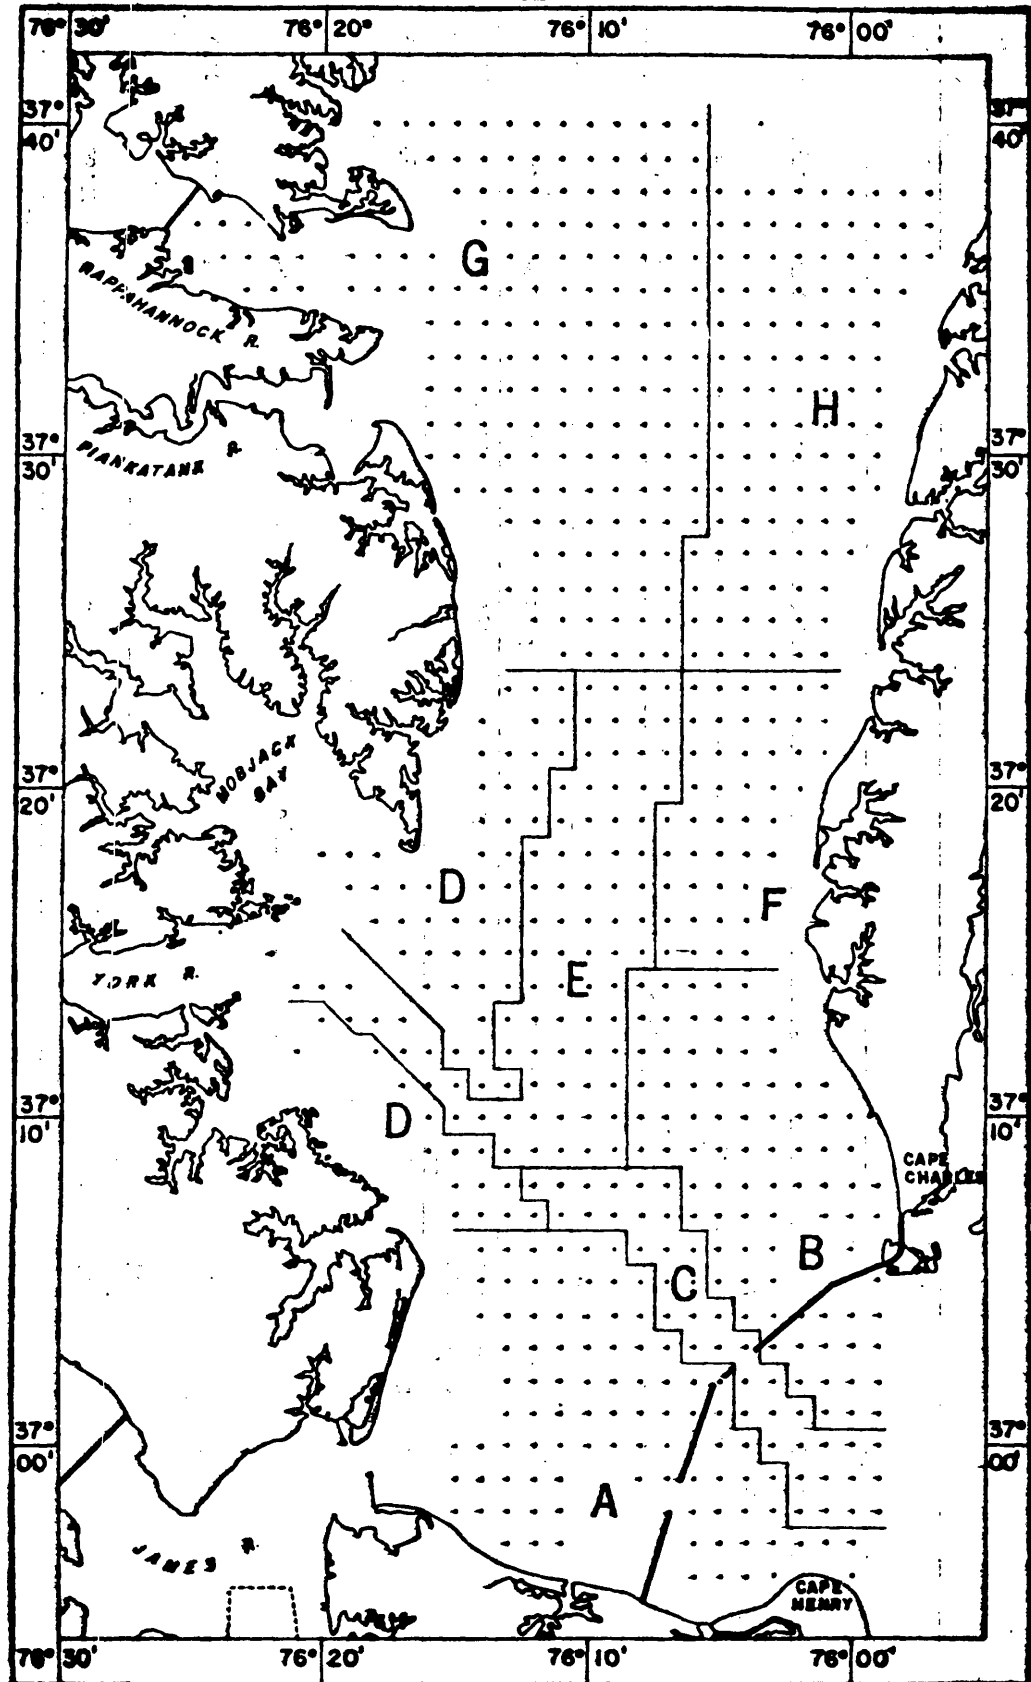 76° 30' 76° 20' 76° 10' 76° 00'
37° 40' 37° 40'
G
RAPPAHANNOCK R.
H
37° 30' 37° 30'
PIANKATANK R.
MOBJACK BAY
37° 20' 37° 20'
D
F
E
YORK R.
37° 10' 37° 10'
D
CAPE
CHARLES
B
C
37° 00' 37° 00'
A
JAMES R.
CAPE
HENRY
76° 30' 76° 20' 76° 10' 76° 00'